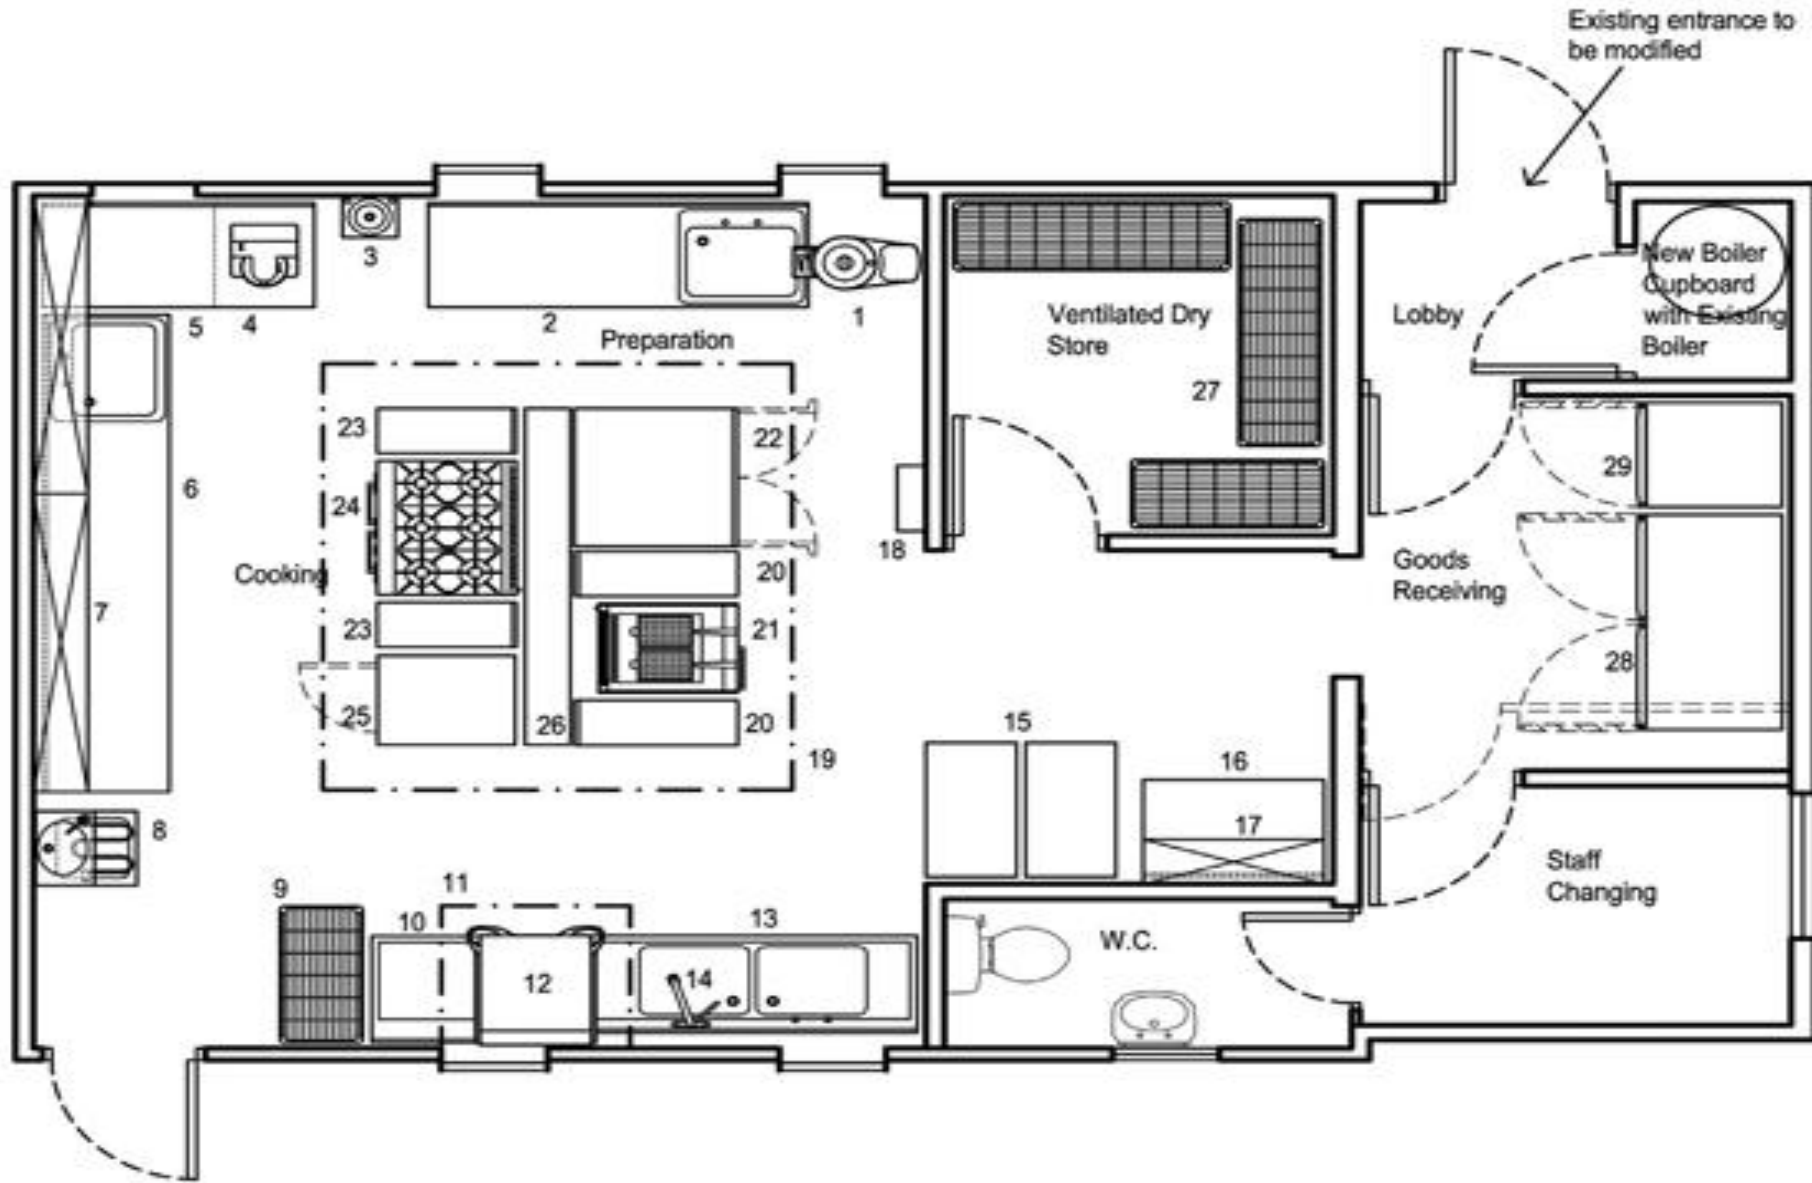 Existing entrance to
be modified
New Boiler
Cupboard
with Existing
Boiler
Lobby
Ventilated Dry
Store
27
3
5
4
2
1
Preparation
23
22
6
24
18
29
Cooking
20
Goods
Receiving
7
23
21
28
25
26
20
15
19
16
17
8
Staff
Changing
9
11
10
13
W.C.
12
14